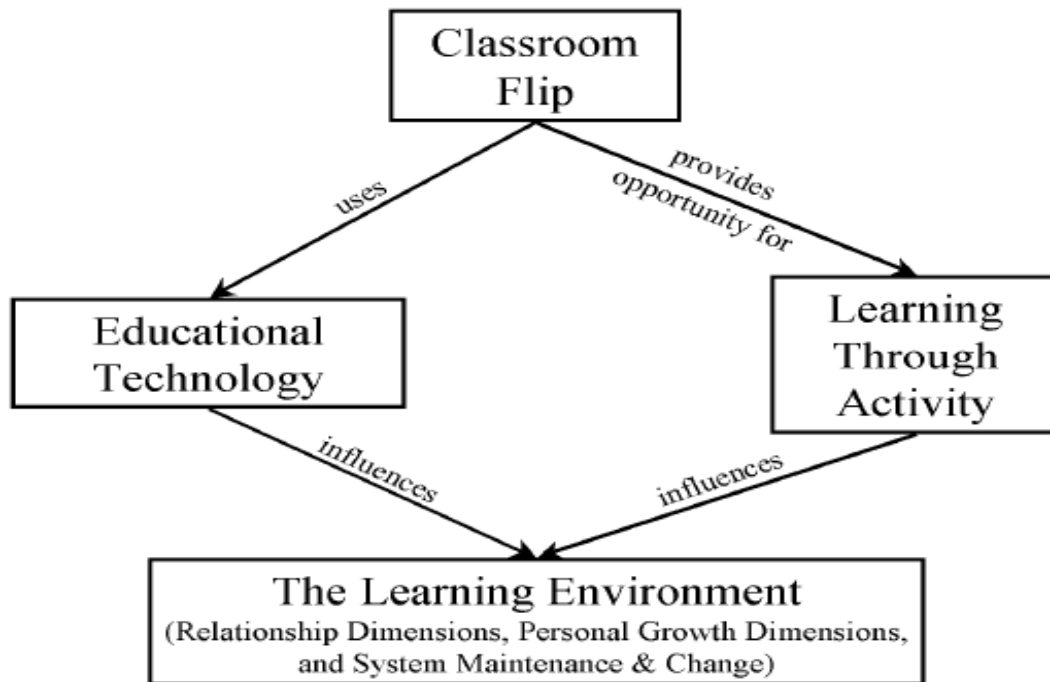 Classroom
Flip
uses
provides
opportunity for
Educational
Technology
Learning
Through
Activity
influences
influences
The Learning Environment
(Relationship Dimensions, Personal Growth Dimensions,
and System Maintenance & Change)